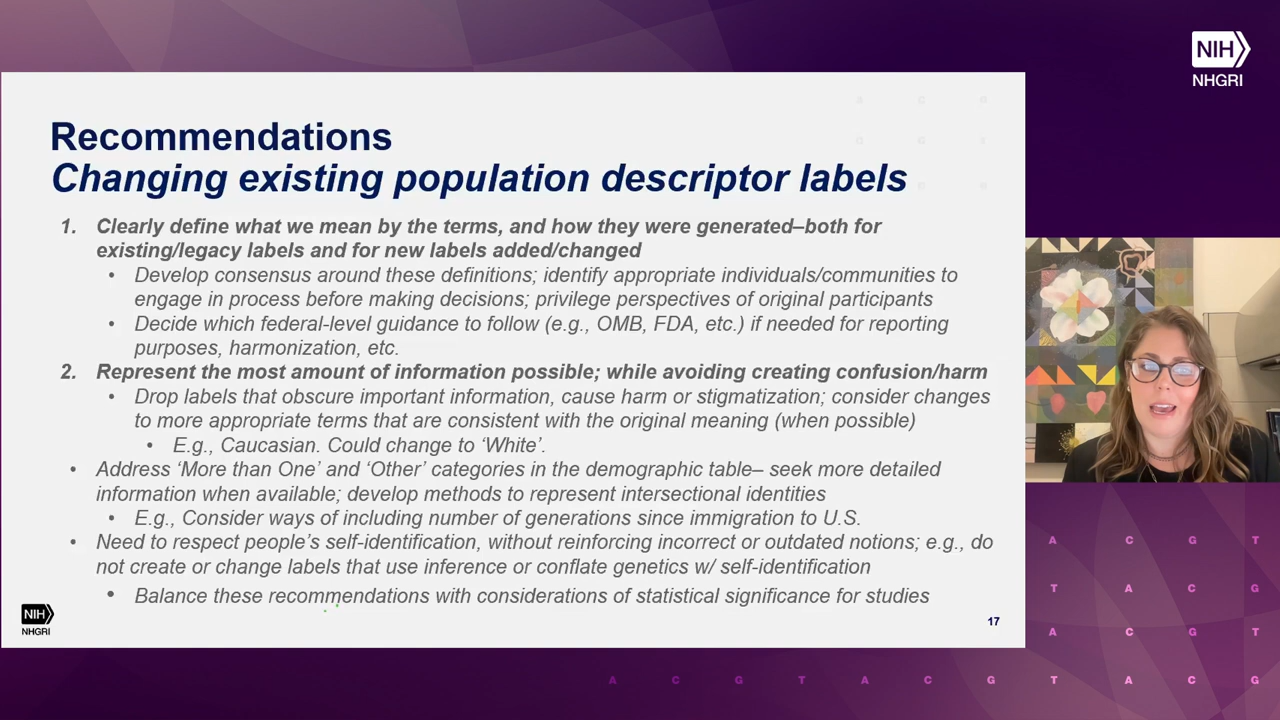 NIH
NHGRI
Recommendations
Changing existing population descriptor labels
1. Clearly define what we mean by the terms, and how they were generated–both for
existing/legacy labels and for new labels added/changed
• Develop consensus around these definitions; identify appropriate individuals/communities to
engage in process before making decisions; privilege perspectives of original participants
• Decide which federal-level guidance to follow (e.g., OMB, FDA, etc.) if needed for reporting
purposes, harmonization, etc.
2. Represent the most amount of information possible; while avoiding creating confusion/harm
• Drop labels that obscure important information, cause harm or stigmatization; consider changes
to more appropriate terms that are consistent with the original meaning (when possible)
• E.g., Caucasian. Could change to ‘White’.
• Address ‘More than One’ and ‘Other’ categories in the demographic table– seek more detailed
information when available; develop methods to represent intersectional identities
• E.g., Consider ways of including number of generations since immigration to U.S.
• Need to respect people’s self-identification, without reinforcing incorrect or outdated notions; e.g., do
not create or change labels that use inference or conflate genetics w/ self-identification
• Balance these recommendations with considerations of statistical significance for studies
NIH
NHGRI
17
A C G T
T A C G
A C G T
A C G T A C G T A C G